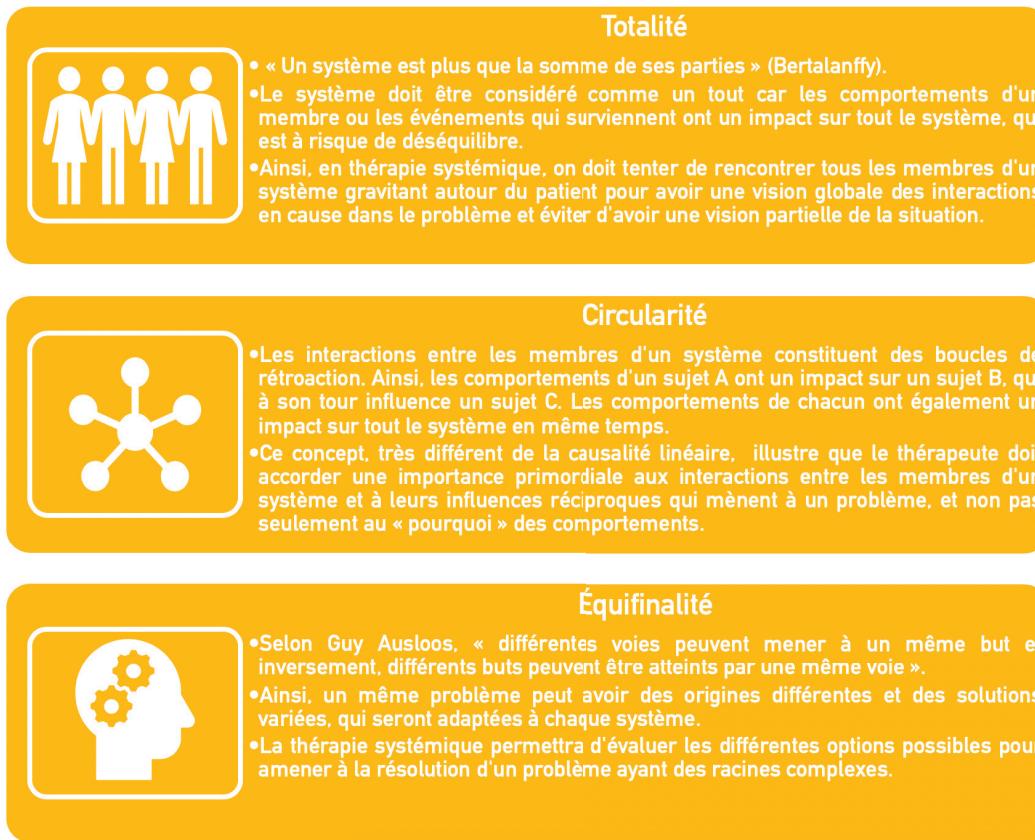 Totalité
• « Un système est plus que la somme de ses parties » (Bertalanffy).
•Le système doit être considéré comme un tout car les comportements d'un
membre ou les événements qui surviennent ont un impact sur tout le système, qui
est à risque de déséquilibre.
•Ainsi, en thérapie systémique, on doit tenter de rencontrer tous les membres d'un
système gravitant autour du patient pour avoir une vision globale des interactions
en cause dans le problème et éviter d'avoir une vision partielle de la situation.
Circularité
•Les interactions entre les membres d'un système constituent des boucles de
rétroaction. Ainsi, les comportements d'un sujet A ont un impact sur un sujet B, qui
à son tour influence un sujet C. Les comportements de chacun ont également un
impact sur tout le système en même temps.
•Ce concept, très différent de la causalité linéaire, illustre que le thérapeute doit
accorder une importance primordiale aux interactions entre les membres d'un
système et à leurs influences réciproques qui mènent à un problème, et non pas
seulement au « pourquoi » des comportements.
Équifinalité
•Selon Guy Ausloos, « différentes voies peuvent mener à un même but et
inversement, différents buts peuvent être atteints par une même voie ».
•Ainsi, un même problème peut avoir des origines différentes et des solutions
variées, qui seront adaptées à chaque système.
•La thérapie systémique permettra d'évaluer les différentes options possibles pour
amener à la résolution d'un problème ayant des racines complexes.